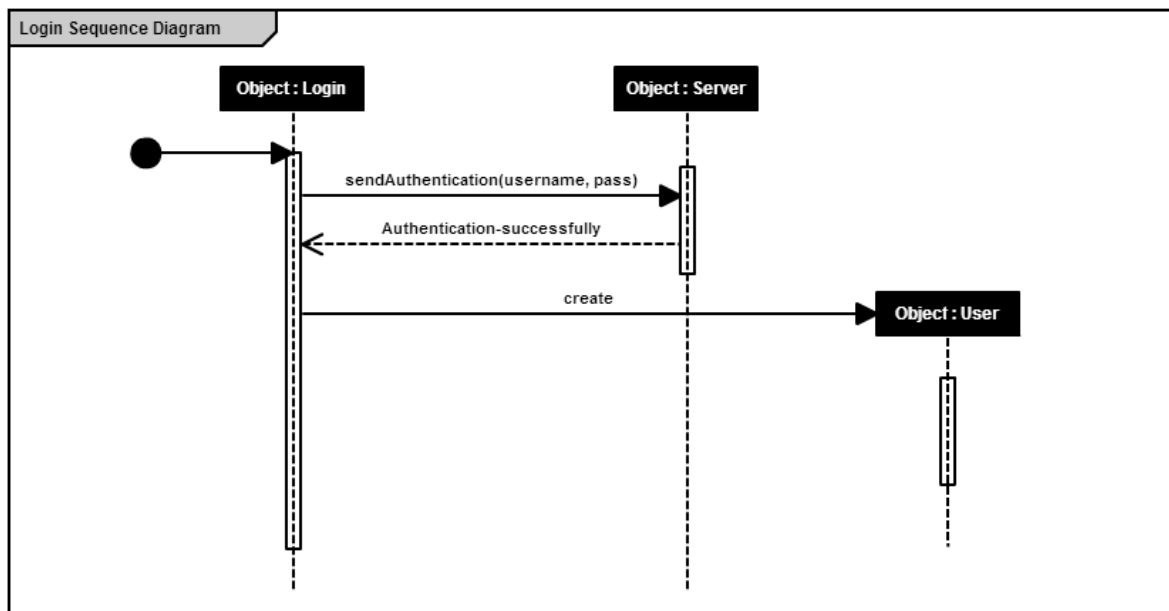 Login Sequence Diagram
Object : Login
Object : Server
sendAuthentication(username, pass)
Authentication-successfully
create
Object : User